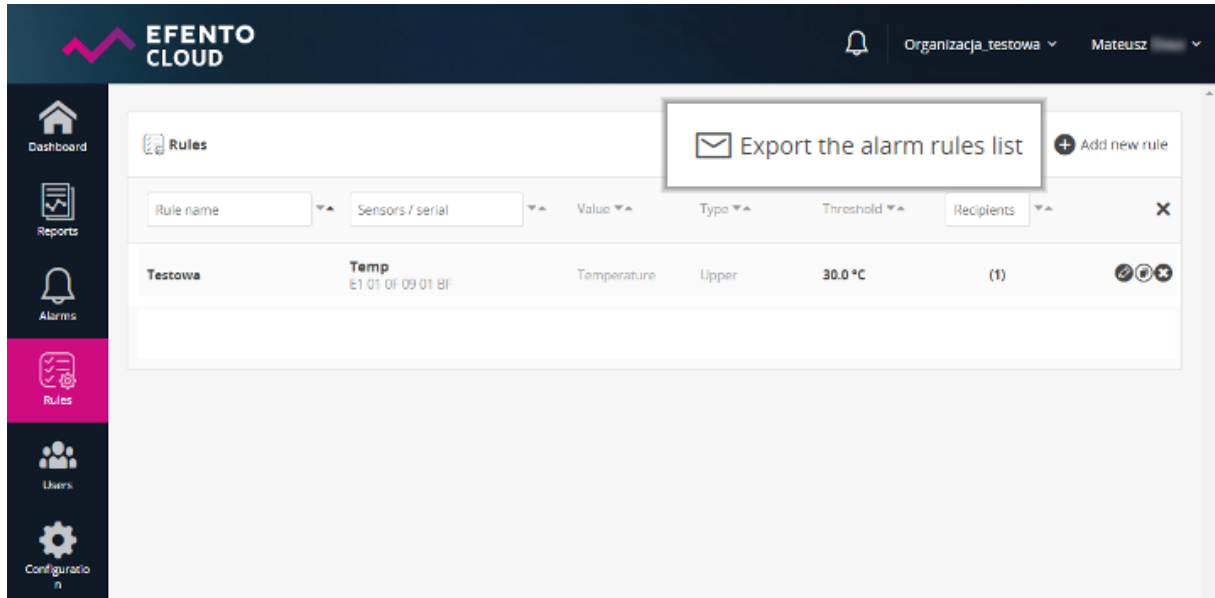 EFENTO
CLOUD
Organizacja_testowa
Mateusz
Dashboard
Reports
Alarms
Rules
Users
Configuratio
n
Rules
Export the alarm rules list
Add new rule
Rule name
Sensors / serial
Value
Type
Threshold
Recipients
Testowa
Temp
E1 01 0F 09 01 BF
Temperature
Upper
30.0 °C
(1)